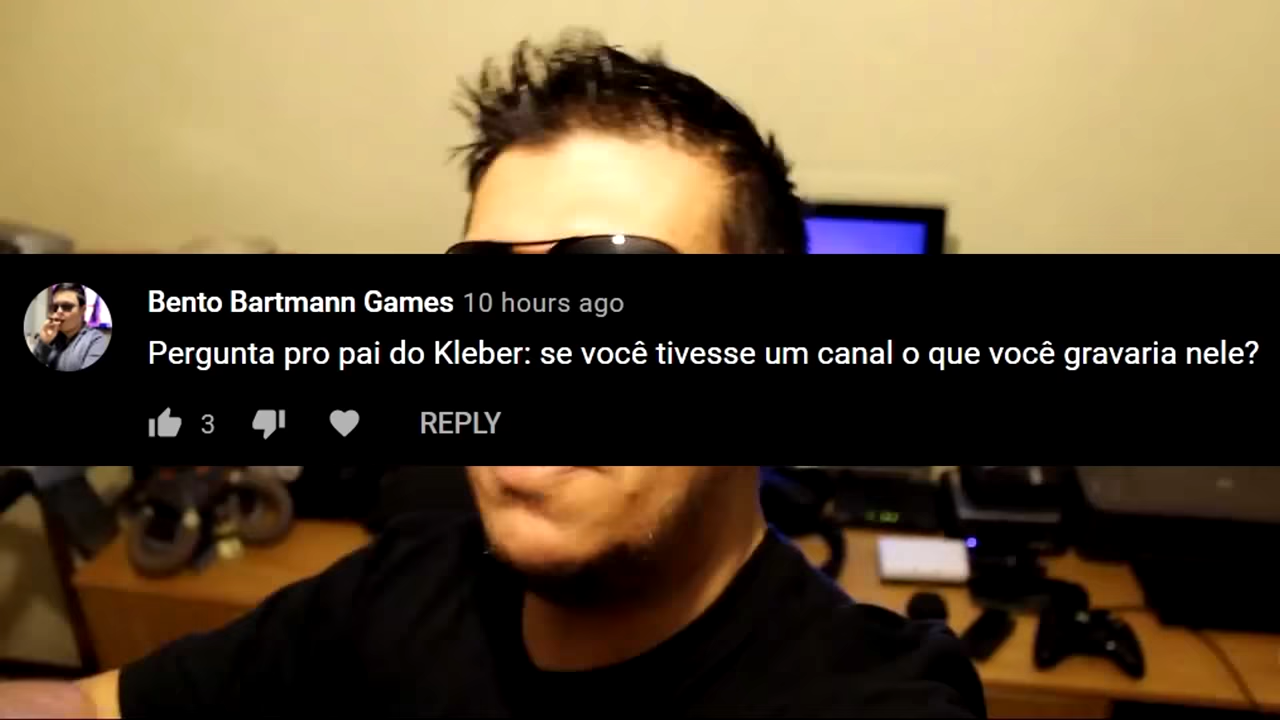 Bento Bartmann Games 10 hours ago
Pergunta pro pai do Kleber: se você tivesse um canal o que você gravaria nele?
3 REPLY